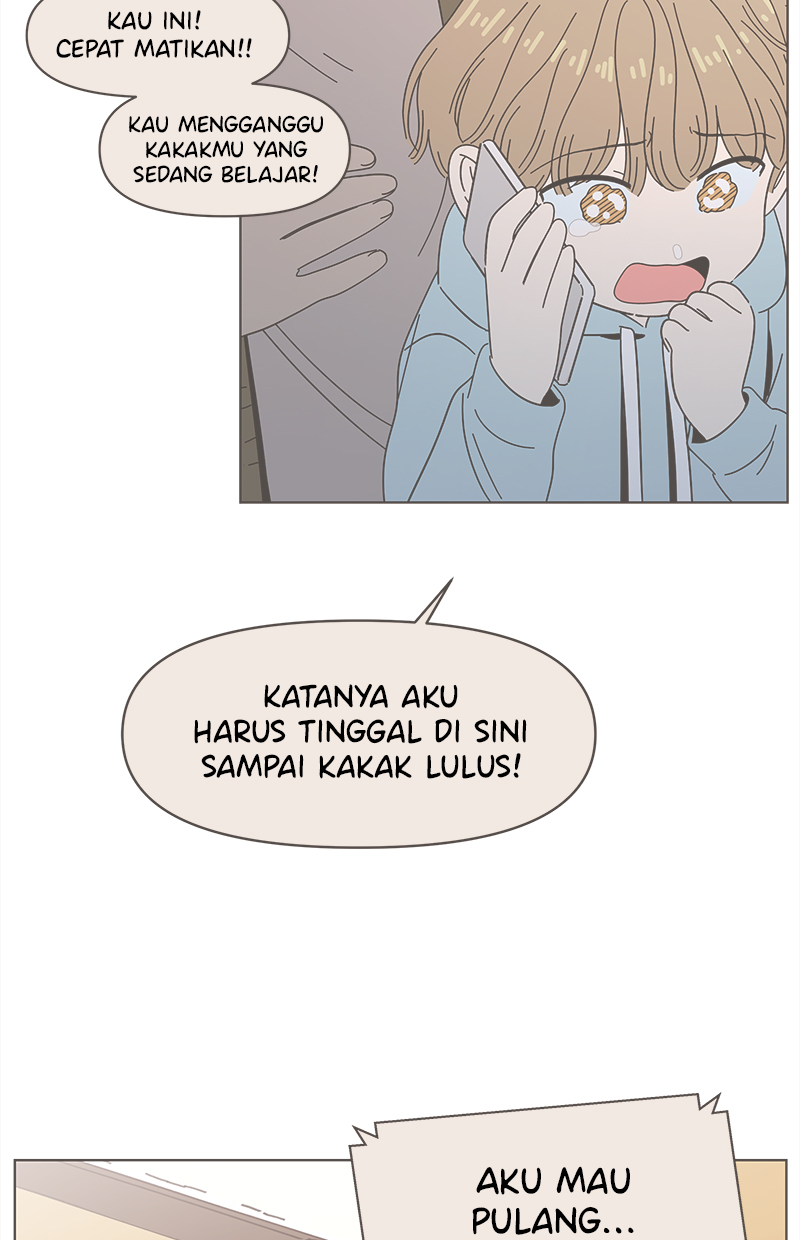 KAU INI!
CEPAT MATIKAN!!
KAU MENGGANGGU
KAKAKMU YANG
SEDANG BELAJAR!
KATANYA AKU
HARUS TINGGAL DI SINI
SAMPAI KAKAK LULUS!
AKU MAU
PULANG...